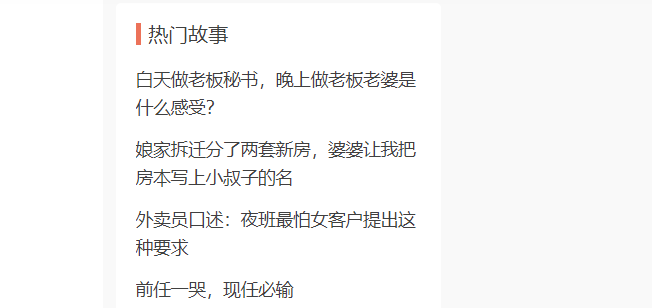 热门故事
白天做老板秘书，晚上做老板老婆是
什么感受？
娘家拆迁分了两套新房，婆婆让我把
房本写上小叔子的名
外卖员口述：夜班最怕女客户提出这
种要求
前任一哭，现任必输